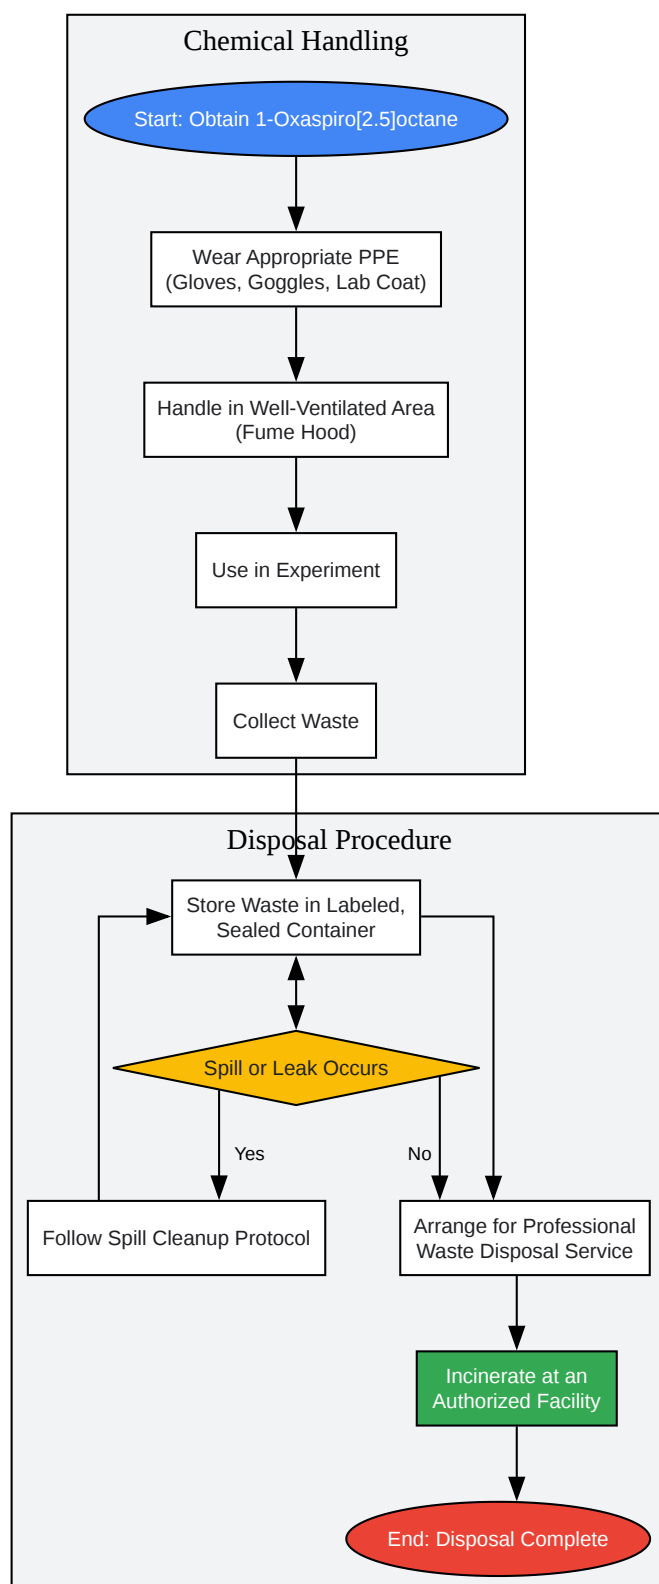 Chemical Handling
Start: Obtain 1-Oxaspiro[2.5]octane
Wear Appropriate PPE
(Gloves, Goggles, Lab Coat)
Handle in Well-Ventilated Area
(Fume Hood)
Use in Experiment
Collect Waste
Disposal Procedure
Store Waste in Labeled,
Sealed Container
Spill or Leak Occurs
Yes
No
Follow Spill Cleanup Protocol
Arrange for Professional
Waste Disposal Service
Incinerate at an
Authorized Facility
End: Disposal Complete